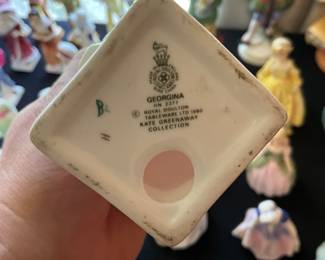 GEORGINA
HN 2377
© ROYAL DOULTON
TABLEWARE LTD 1980
KATE GREENAWAY
COLLECTION